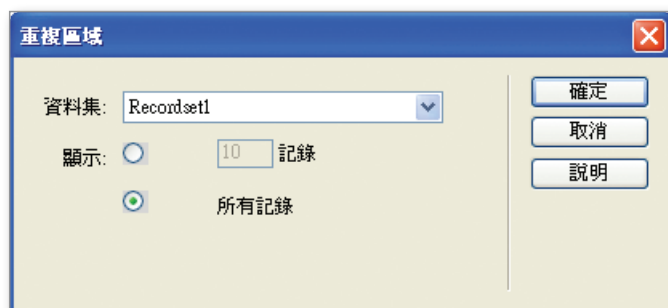 重複區域
資料集: Recordset1
顯示: 10 記錄
所有記錄
確定
取消
說明